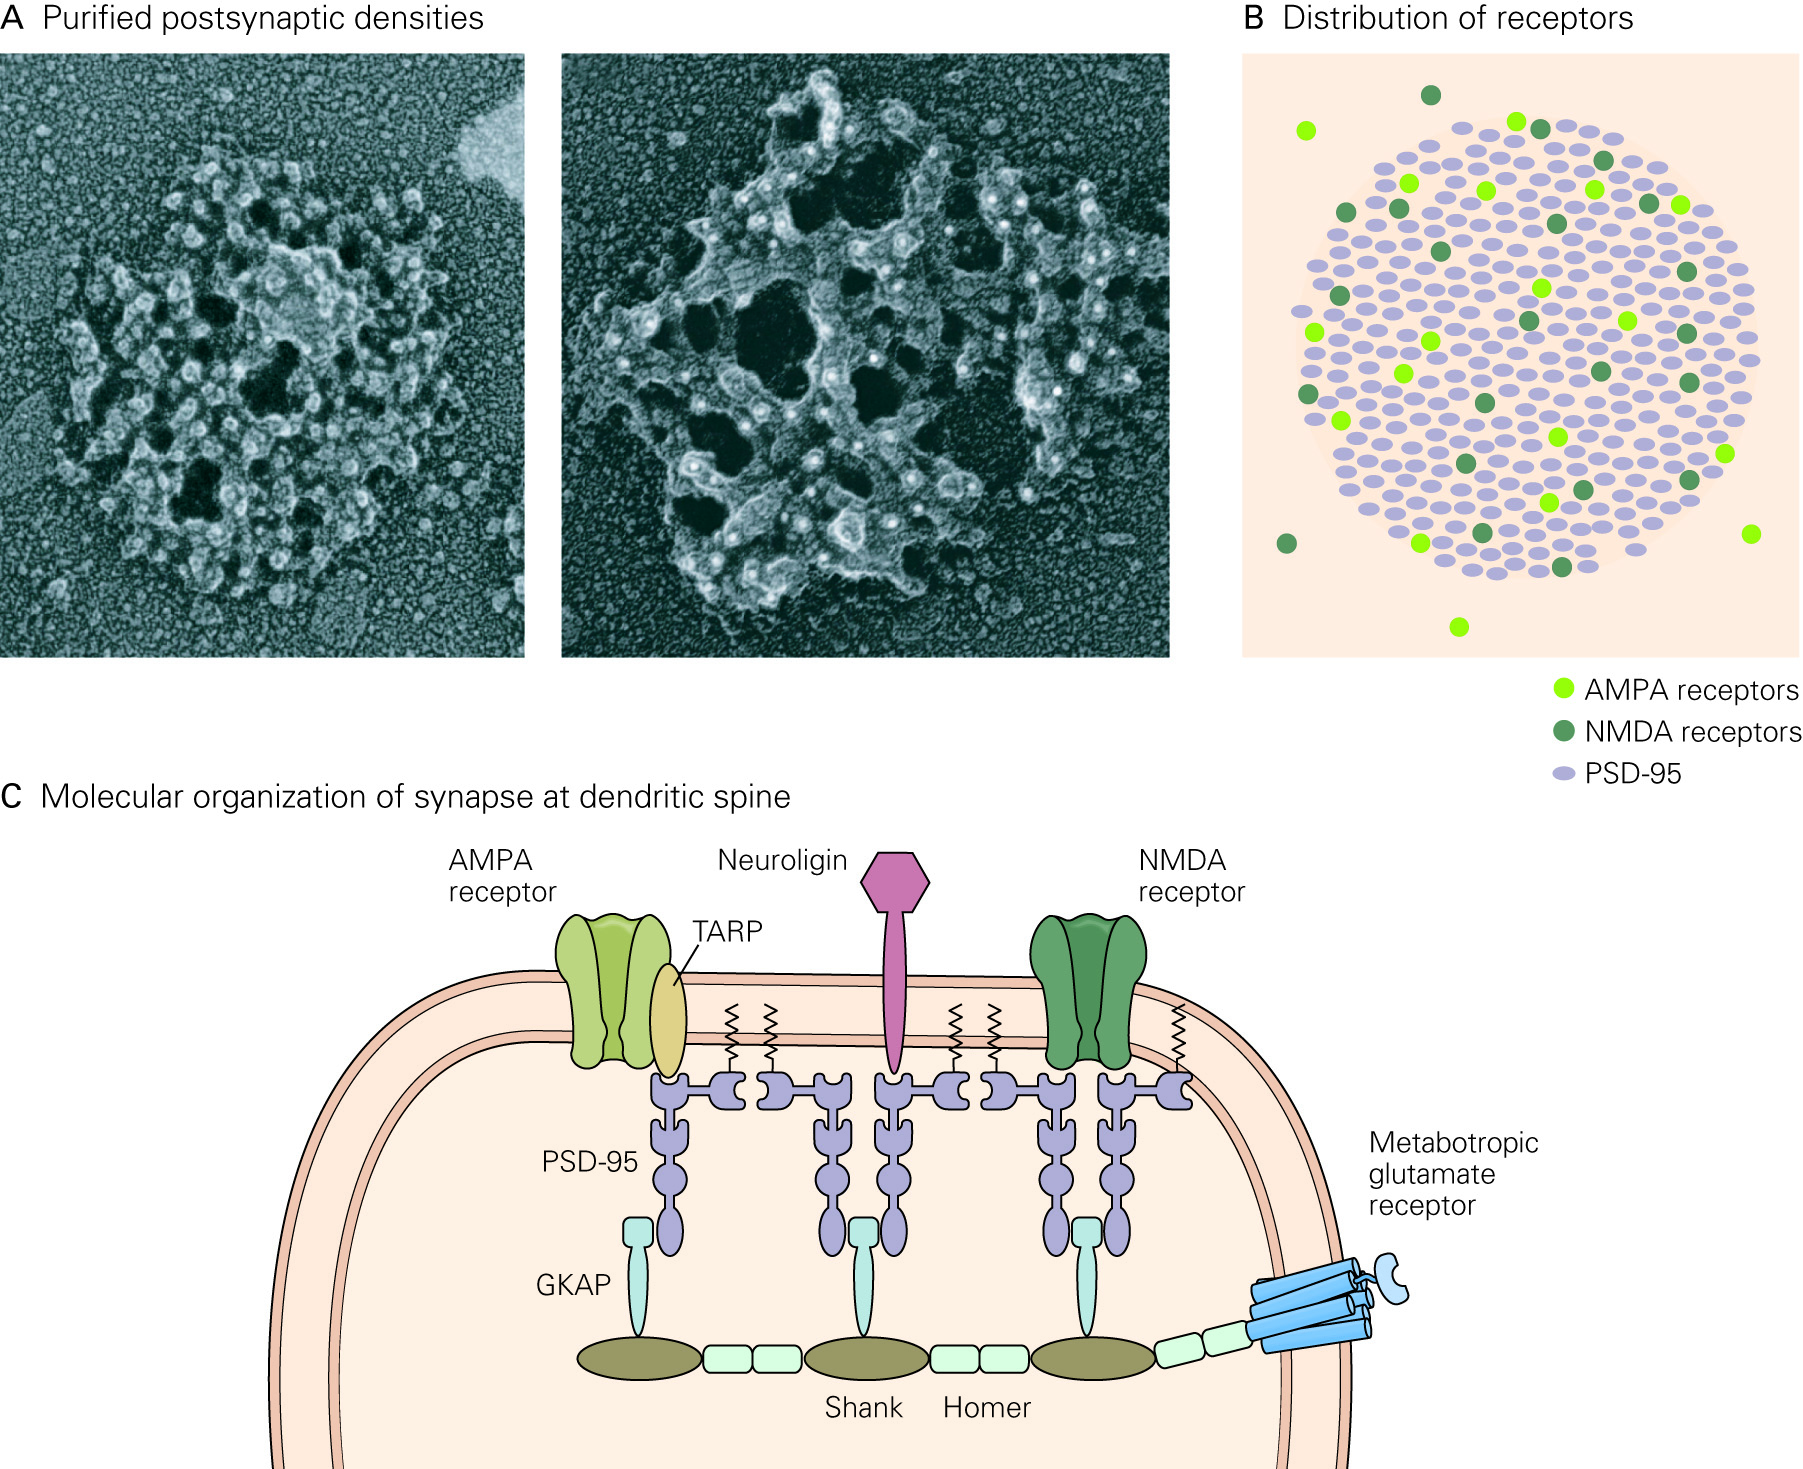 A Purified postsynaptic densities
B Distribution of receptors
AMPA receptors
NMDA receptors
PSD-95
C Molecular organization of synapse at dendritic spine
AMPA
receptor
Neuroligin
NMDA
receptor
TARP
PSD-95
Metabotropic
glutamate
receptor
GKAP
Shank
Homer